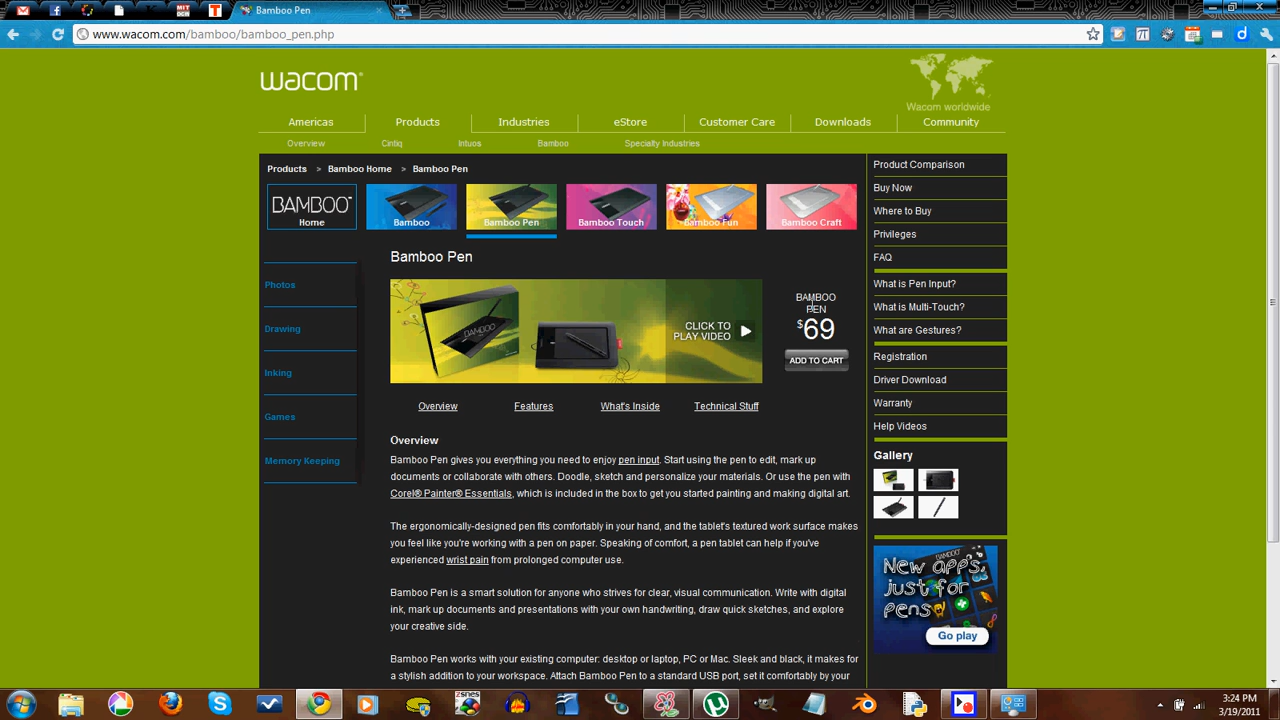 MIT
OCW
T
Bamboo Pen
www.wacom.com/bamboo/bamboo_pen.php
π
d
wacom®
Wacom worldwide
Americas
Products
Industries
eStore
Customer Care
Downloads
Community
Overview
Cintiq
Intuos
Bamboo
Specialty Industries
Products > Bamboo Home > Bamboo Pen
BAMBOO™
Home
Bamboo
Bamboo Pen
Bamboo Touch
Bamboo Fun
Bamboo Craft
Photos
Drawing
Inking
Games
Memory Keeping
Bamboo Pen
BAMBOO
CLICK TO
PLAY VIDEO
BAMBOO
PEN
$69
ADD TO CART
Overview
Features
What's Inside
Technical Stuff
Overview
Bamboo Pen gives you everything you need to enjoy pen input. Start using the pen to edit, mark up
documents or collaborate with others. Doodle, sketch and personalize your materials. Or use the pen with
Corel® Painter® Essentials, which is included in the box to get you started painting and making digital art.
The ergonomically-designed pen fits comfortably in your hand, and the tablet's textured work surface makes
you feel like you're working with a pen on paper. Speaking of comfort, a pen tablet can help if you've
experienced wrist pain from prolonged computer use.
Bamboo Pen is a smart solution for anyone who strives for clear, visual communication. Write with digital
ink, mark up documents and presentations with your own handwriting, draw quick sketches, and explore
your creative side.
Bamboo Pen works with your existing computer: desktop or laptop, PC or Mac. Sleek and black, it makes for
a stylish addition to your workspace. Attach Bamboo Pen to a standard USB port, set it comfortably by your
Product Comparison
Buy Now
Where to Buy
Privileges
FAQ
What is Pen Input?
What is Multi-Touch?
What are Gestures?
Registration
Driver Download
Warranty
Help Videos
Gallery
BAMBOO
New apps,
just for
pens
Go play
zsnes
3:24 PM
3/19/2011